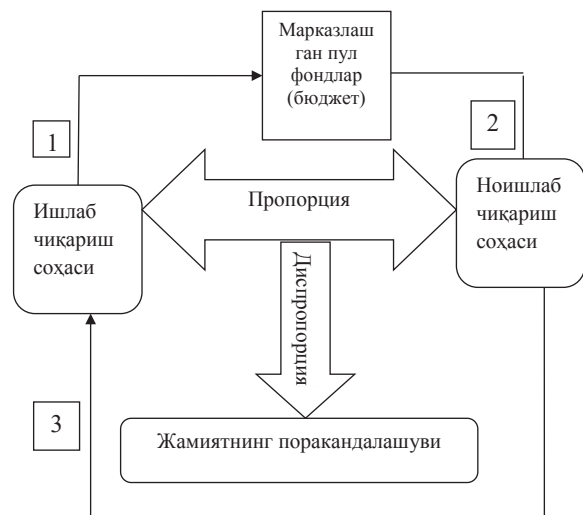 Марказлаш
ган пул
фондлар
(бюджет)
1
2
Ишлаб
чиқариш
соҳаси
Пропорция
Ноишлаб
чиқариш
соҳаси
Диспропорция
3
Жамиятнинг поракандалашуви